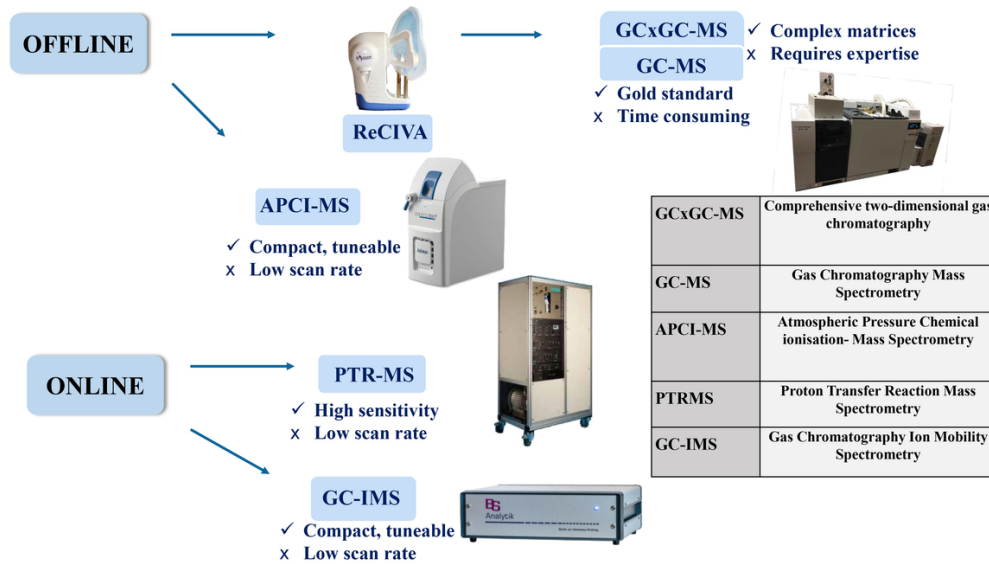 OFFLINE
ReCIVA
GCxGC-MS
✓ Complex matrices
x Requires expertise
GC-MS
✓ Gold standard
x Time consuming
APCI-MS
✓ Compact, tuneable
x Low scan rate
ONLINE
PTR-MS
✓ High sensitivity
x Low scan rate
GC-IMS
✓ Compact, tuneable
x Low scan rate
BG
Analytik
GCxGC-MS
Comprehensive two-dimensional gas
chromatography
GC-MS
Gas Chromatography Mass
Spectrometry
APCI-MS
Atmospheric Pressure Chemical
ionisation- Mass Spectrometry
PTRMS
Proton Transfer Reaction Mass
Spectrometry
GC-IMS
Gas Chromatography Ion Mobility
Spectrometry